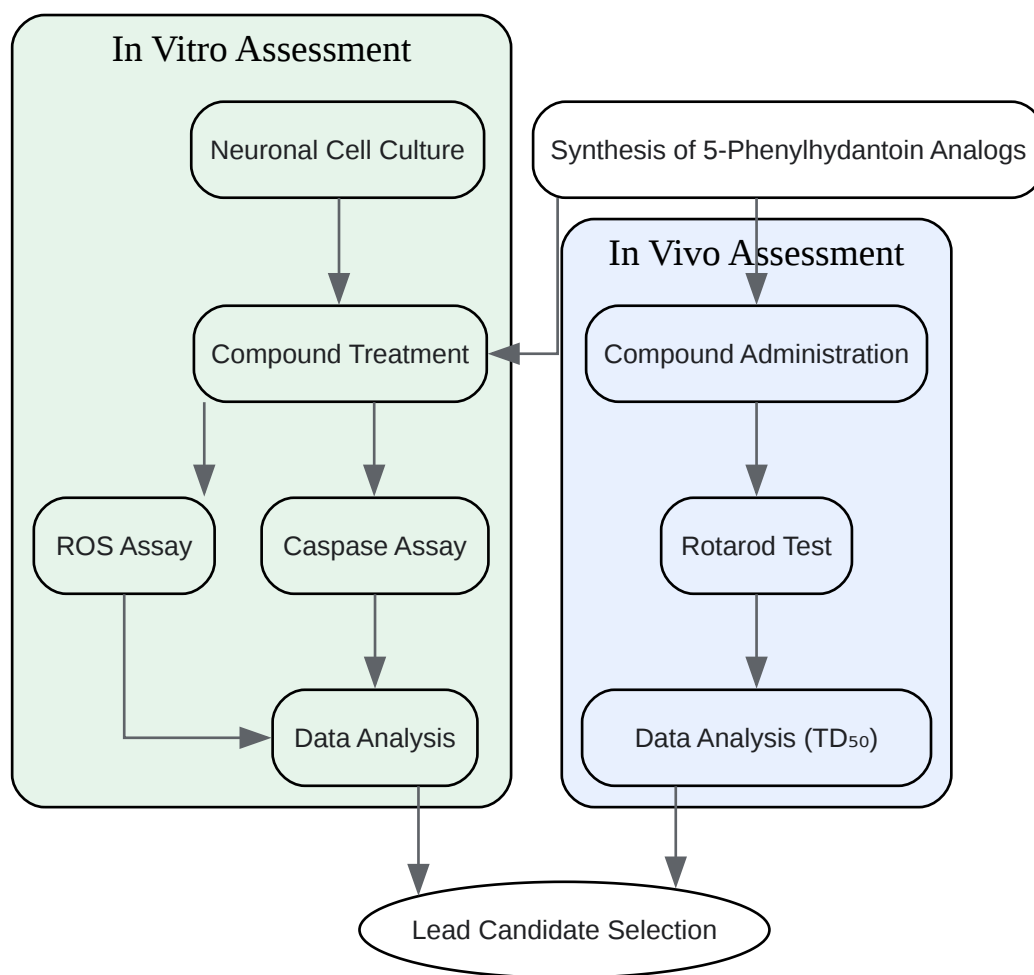 In Vitro Assessment
Neuronal Cell Culture
Synthesis of 5-Phenylhydantoin Analogs
In Vivo Assessment
Compound Treatment
Compound Administration
ROS Assay
Caspase Assay
Rotarod Test
Data Analysis
Data Analysis (TD₅₀)
Lead Candidate Selection